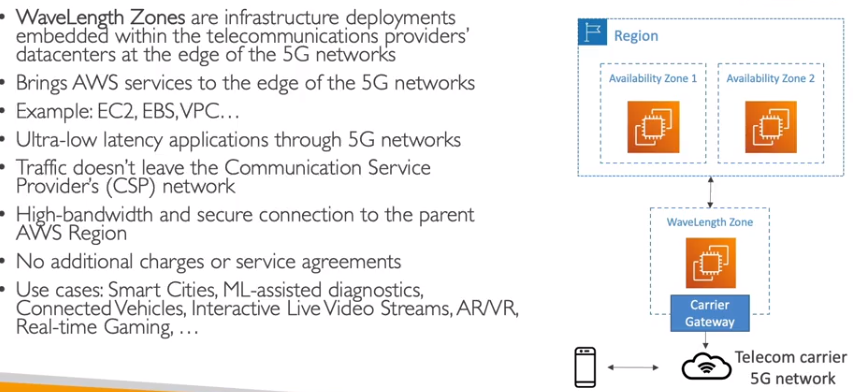 • WaveLength Zones are infrastructure deployments
embedded within the telecommunications providers’
datacenters at the edge of the 5G networks
• Brings AWS services to the edge of the 5G networks
• Example: EC2, EBS, VPC…
• Ultra-low latency applications through 5G networks
• Traffic doesn’t leave the Communication Service
Provider’s (CSP) network
• High-bandwidth and secure connection to the parent
AWS Region
• No additional charges or service agreements
• Use cases: Smart Cities, ML-assisted diagnostics,
Connected Vehicles, Interactive Live Video Streams, AR/VR,
Real-time Gaming, …
Region
Availability Zone 1
Availability Zone 2
WaveLength Zone
Carrier
Gateway
Telecom carrier
5G network